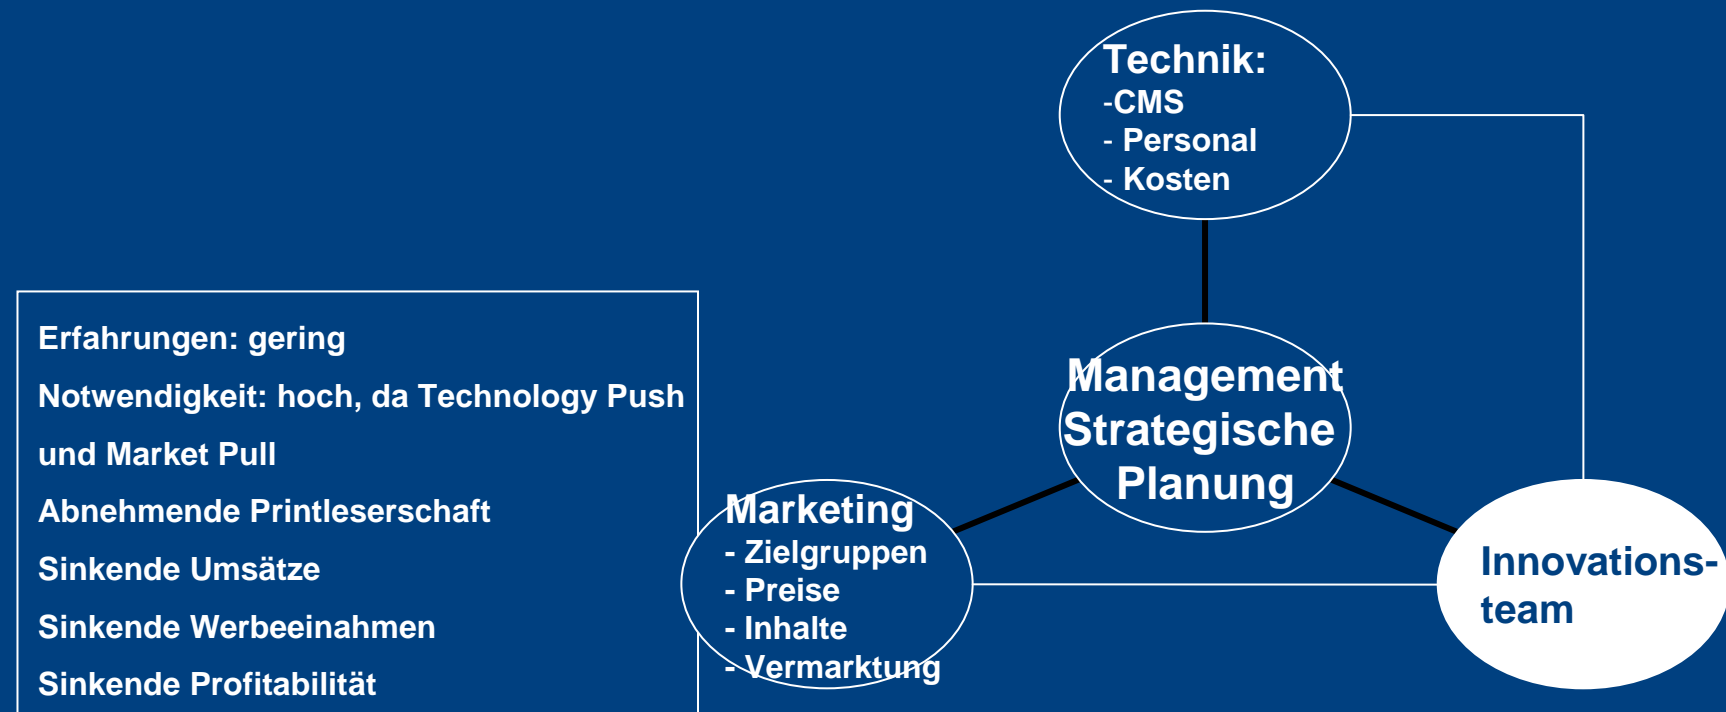 Technik:
-CMS
- Personal
- Kosten
Erfahrungen: gering
Notwendigkeit: hoch, da Technology Push
und Market Pull
Abnehmende Printleserschaft
Sinkende Umsätze
Sinkende Werbeeinahmen
Sinkende Profitabilität
Management
Strategische
Planung
Marketing
- Zielgruppen
- Preise
- Inhalte
- Vermarktung
Innovations-
team